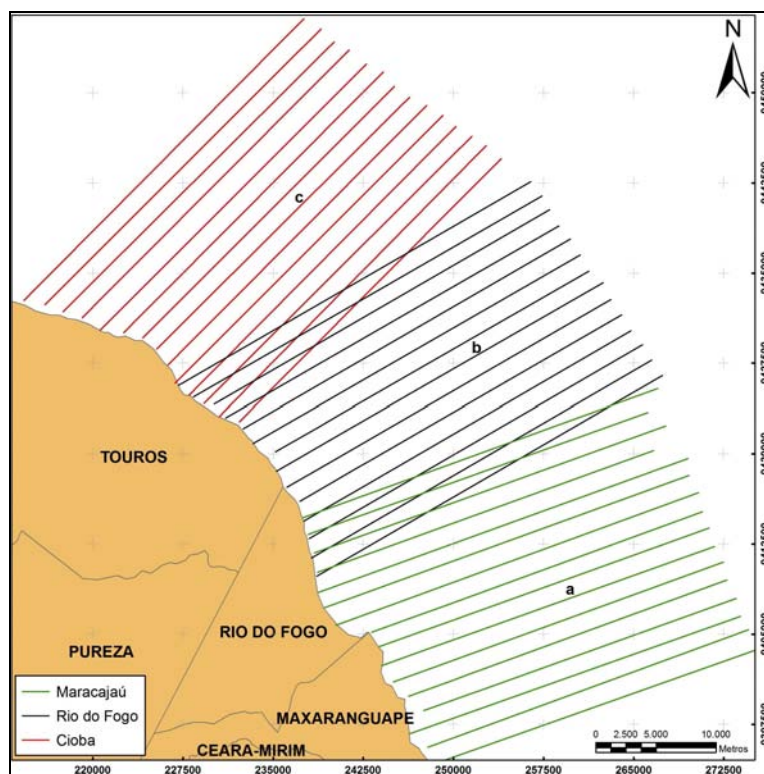 N
c
b
a
TOUROS
RIO DO FOGO
PUREZA
MAXARANGUAPE
CEARA-MIRIM
Maracajaú
Rio do Fogo
Cioba
0 2.500 5.000 10.000
Metros
220000 227500 235000 242500 250000 257500 265000 272500